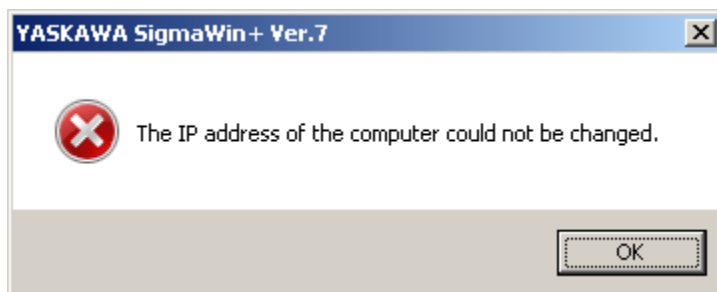 YASKAWA SigmaWin+ Ver.7
The IP address of the computer could not be changed.
OK